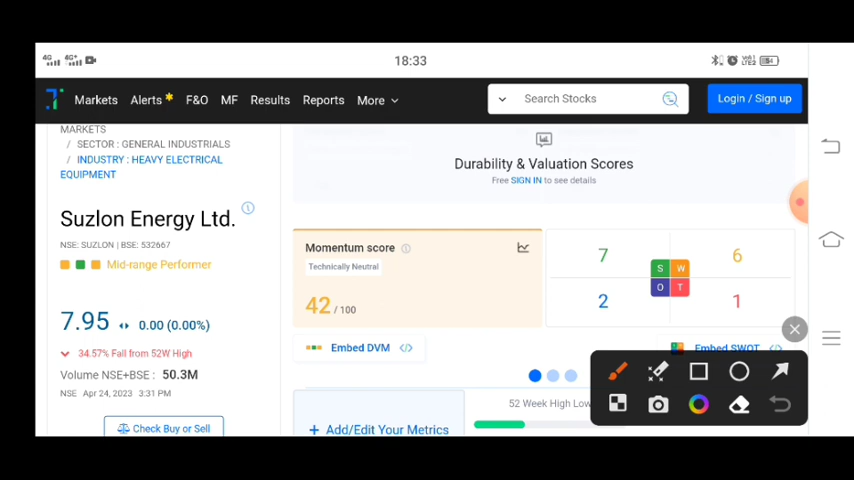 4G 4G+ 18:33
Markets Alerts F&O MF Results Reports More Search Stocks Login / Sign up
MARKETS
/ SECTOR : GENERAL INDUSTRIALS
/ INDUSTRY : HEAVY ELECTRICAL
EQUIPMENT
Durability & Valuation Scores
Free SIGN IN to see details
Suzlon Energy Ltd.
NSE: SUZLON | BSE: 532667
Mid-range Performer
7.95 0.00 (0.00%)
34.57% Fall from 52W High
Volume NSE+BSE : 50.3M
NSE Apr 24, 2023 3:31 PM
Check Buy or Sell
Momentum score
Technically Neutral
42 / 100
7 6
S W
O T
2 1
Embed DVM
Embed SWOT
52 Week High Low
+ Add/Edit Your Metrics